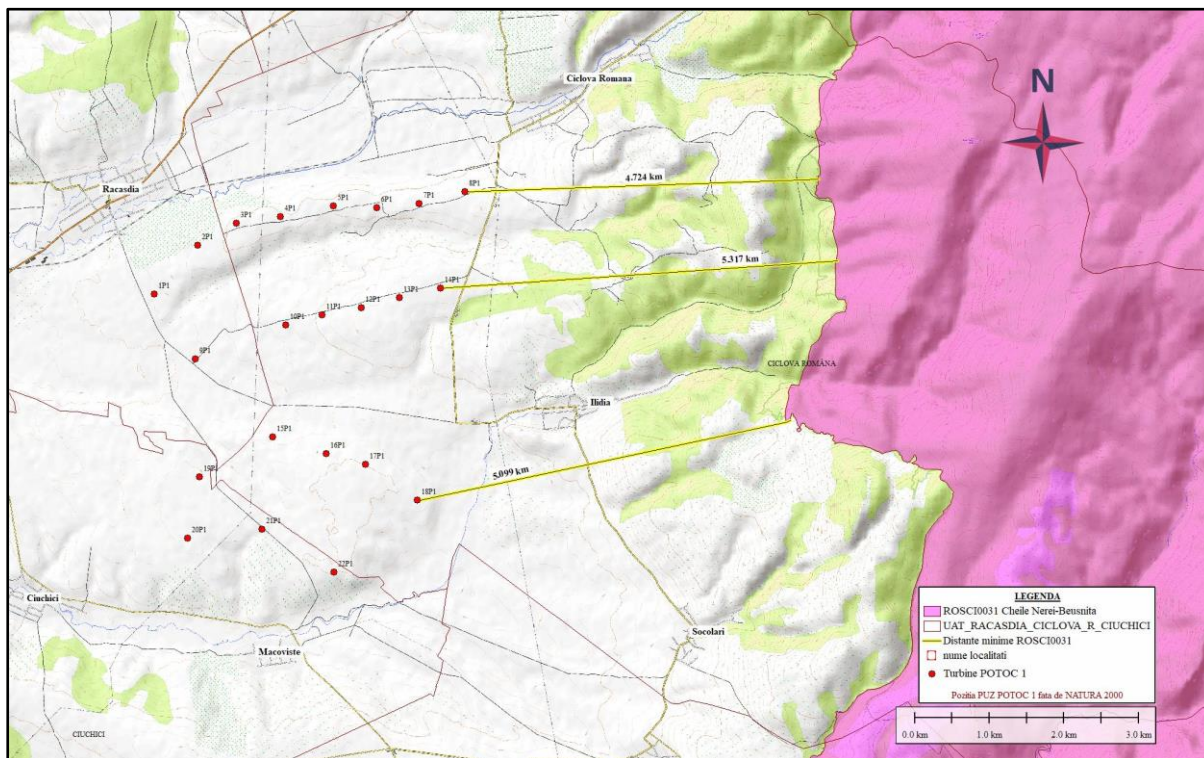 Ciclova Romana
N
Racasdia
4.724 km
8P1
7P1
6P1
5P1
4P1
3P1
2P1
5.317 km
14P1
13P1
12P1
11P1
10P1
1P1
9P1
CICLOVA ROMÂNA
Ilidia
15P1
16P1
17P1
5.099 km
18P1
19P1
20P1
21P1
22P1
Ciuchici
Macoviste
Socolari
CIUCHICI
LEGENDA
ROSCI0031 Cheile Nerei-Beusnita
UAT_RACASDIA_CICLOVA_R_CIUCHICI
Distante minime ROSCI0031
nume localitati
Turbine POTOC 1
Pozitia PUZ POTOC 1 fata de NATURA 2000
0.0 km 1.0 km 2.0 km 3.0 km